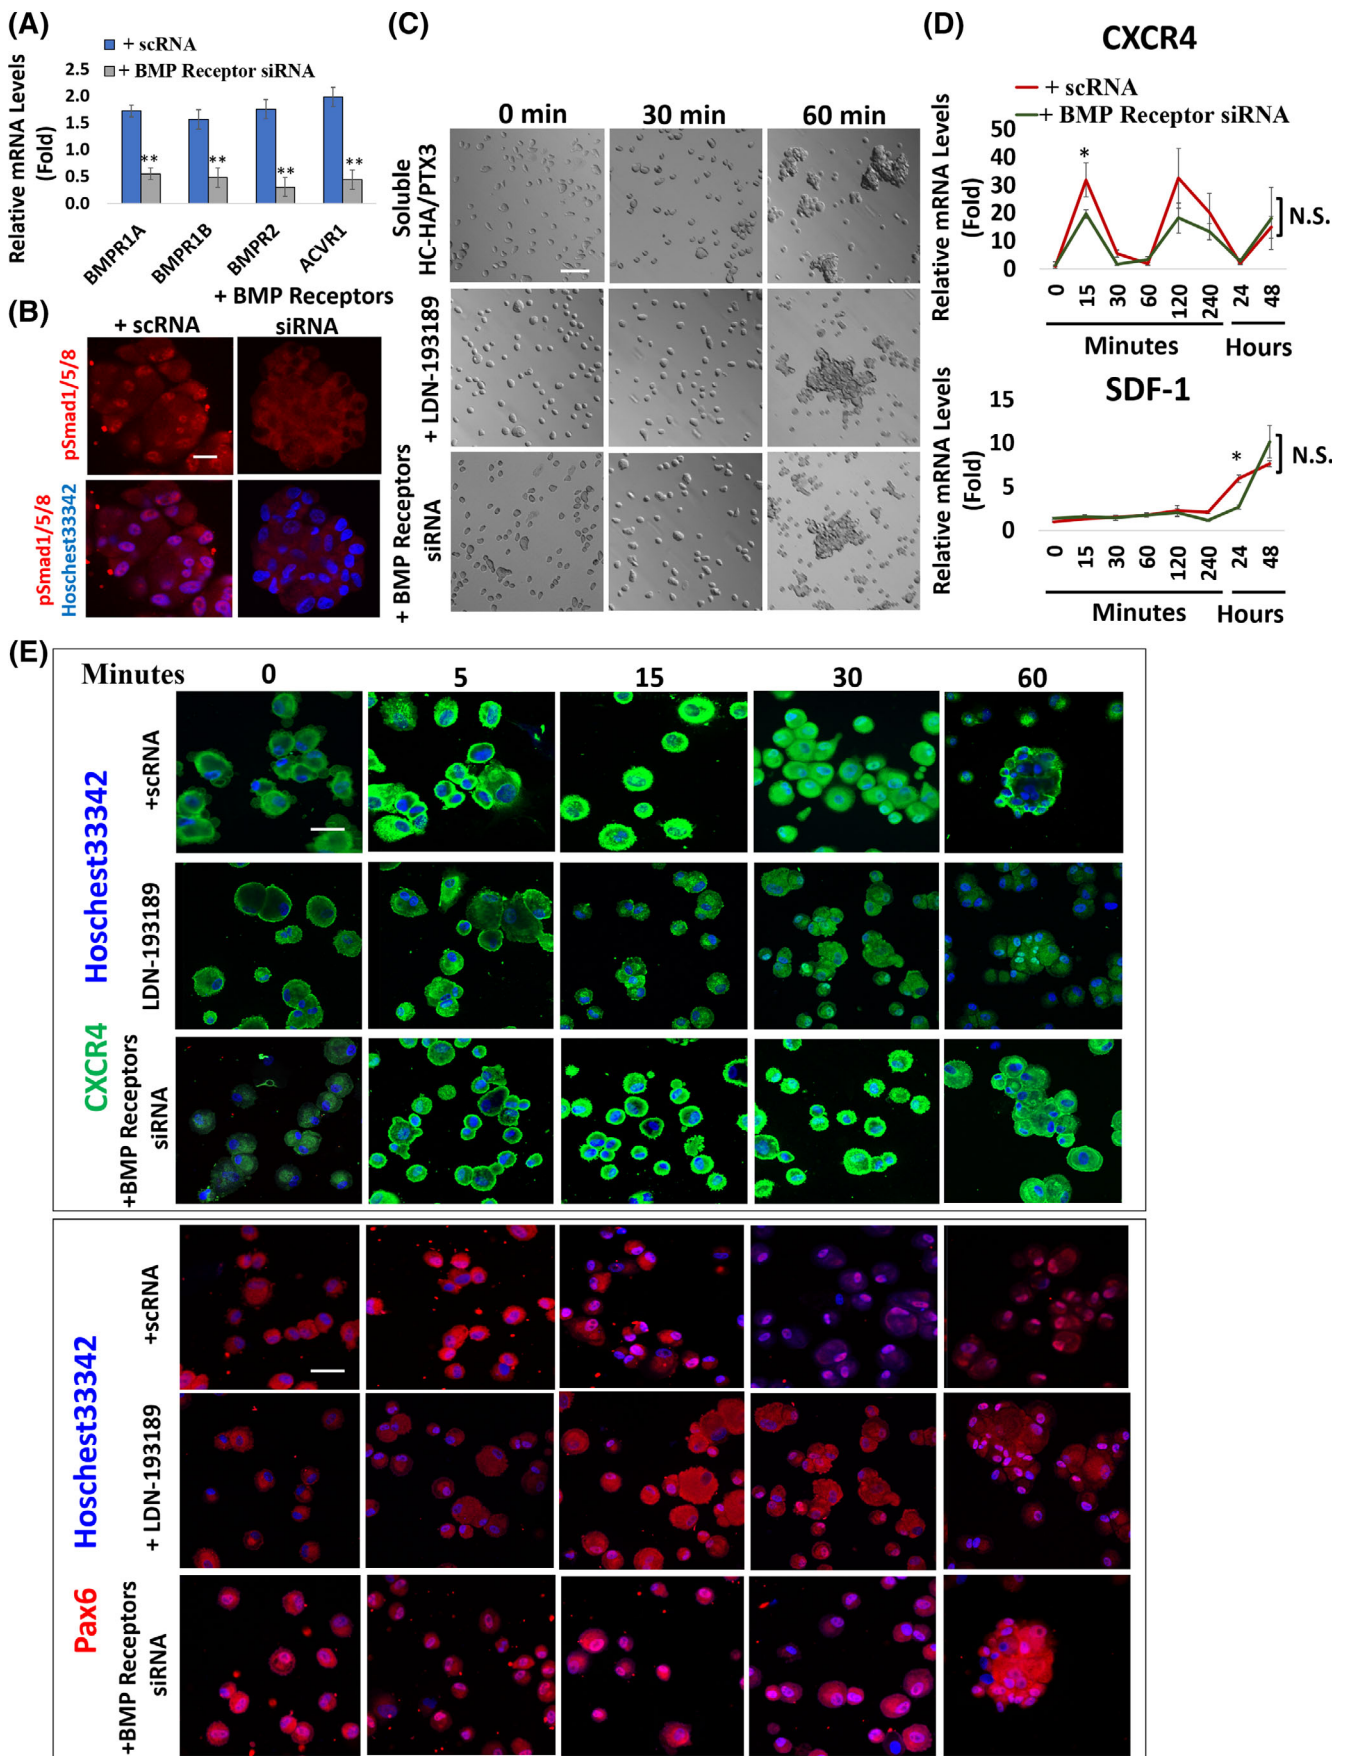 (A)
+ scRNA
+ BMP Receptor siRNA
Relative mRNA Levels
(Fold)
2.5
2.0
1.5
1.0
0.5
0.0
**
**
**
**
BMPR1A
BMPR1B
BMPR2
ACVR1
(B)
+ scRNA
+ BMP Receptors
siRNA
pSmad1/5/8
pSmad1/5/8
Hoschest33342
(C)
0 min
30 min
60 min
Soluble
HC-HA/PTX3
+ LDN-193189
+ BMP Receptors
siRNA
(D)
CXCR4
+ scRNA
+ BMP Receptor siRNA
Relative mRNA Levels
(Fold)
50
40
30
20
10
0
*
N.S.
0 15 30 60 120 240 24 48
Minutes
Hours
SDF-1
Relative mRNA Levels
(Fold)
15
10
5
0
*
N.S.
0 15 30 60 120 240 24 48
Minutes
Hours
(E)
Minutes 0 5 15 30 60
CXCR4 Hoschest33342
+scRNA
LDN-193189
+BMP Receptors
siRNA
Pax6 Hoschest33342
+scRNA
+ LDN-193189
+BMP Receptors
siRNA